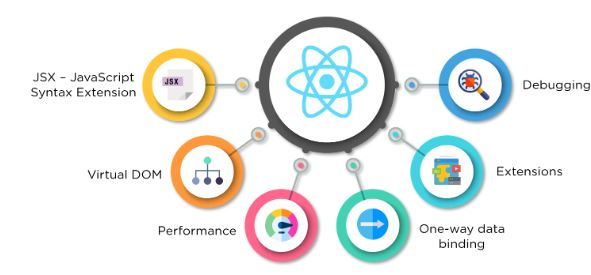 JSX – JavaScript
Syntax Extension
JSX
Debugging
Virtual DOM
Extensions
Performance
One-way data
binding